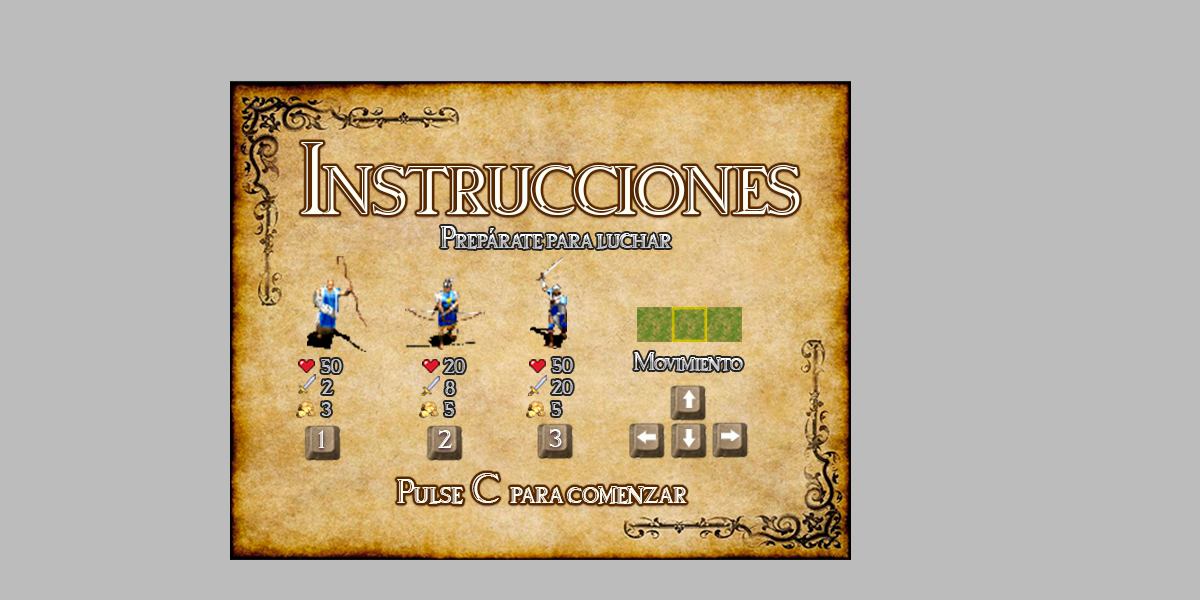 Instrucciones
Prepárate para luchar
50 20 50
2 8 20
3 5 5
Movimiento
1 2 3
Pulse C para comenzar